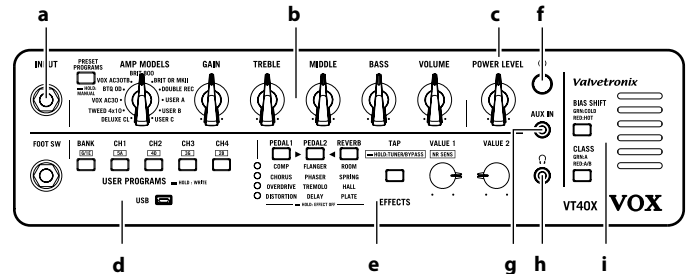 a b c f
INPUT PRESET PROGRAMS AMP MODELS GAIN TREBLE MIDDLE BASS VOLUME POWER LEVEL
HOLD: MANUAL
BRIT BOD
VOX AC30TB BRIT OR MKII
BTQ OD DOUBLE REC
VOX AC30 USER A
TWEED 4x10 USER B
DELUXE CL USER C
Valvetronix
AUX IN
BIAS SHIFT
GRN:COLD
RED:HOT
CLASS
GRN:A
RED:A/B
FOOT SW BANK CH1 CH2 CH3 CH4
USER PROGRAMS HOLD : WRITE
USB
PEDAL1 PEDAL2 REVERB TAP VALUE 1 VALUE 2
HOLD:TUNER/BYPASS NR SENS
COMP FLANGER ROOM
CHORUS PHASER SPRING
OVERDRIVE TREMOLO HALL
DISTORTION DELAY PLATE
HOLD: EFFECT OFF
EFFECTS
VT40X VOX
d e g h i